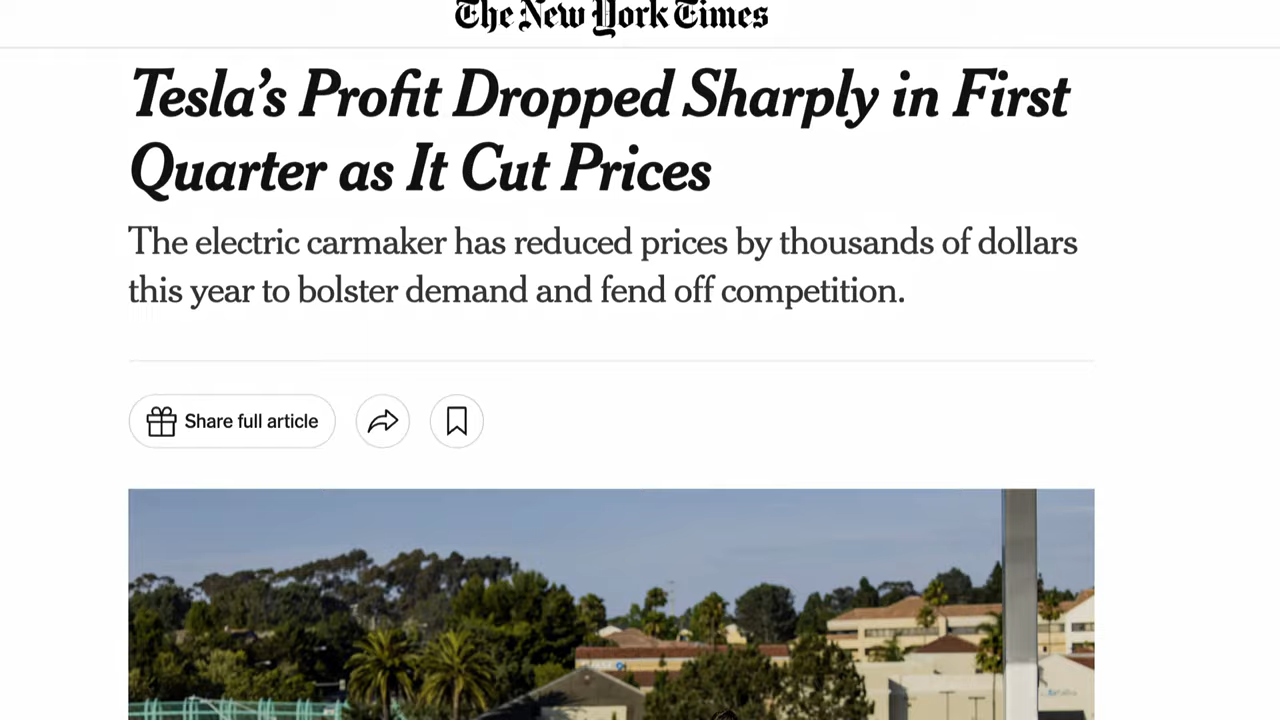 The New York Times
Tesla’s Profit Dropped Sharply in First
Quarter as It Cut Prices
The electric carmaker has reduced prices by thousands of dollars
this year to bolster demand and fend off competition.
Share full article